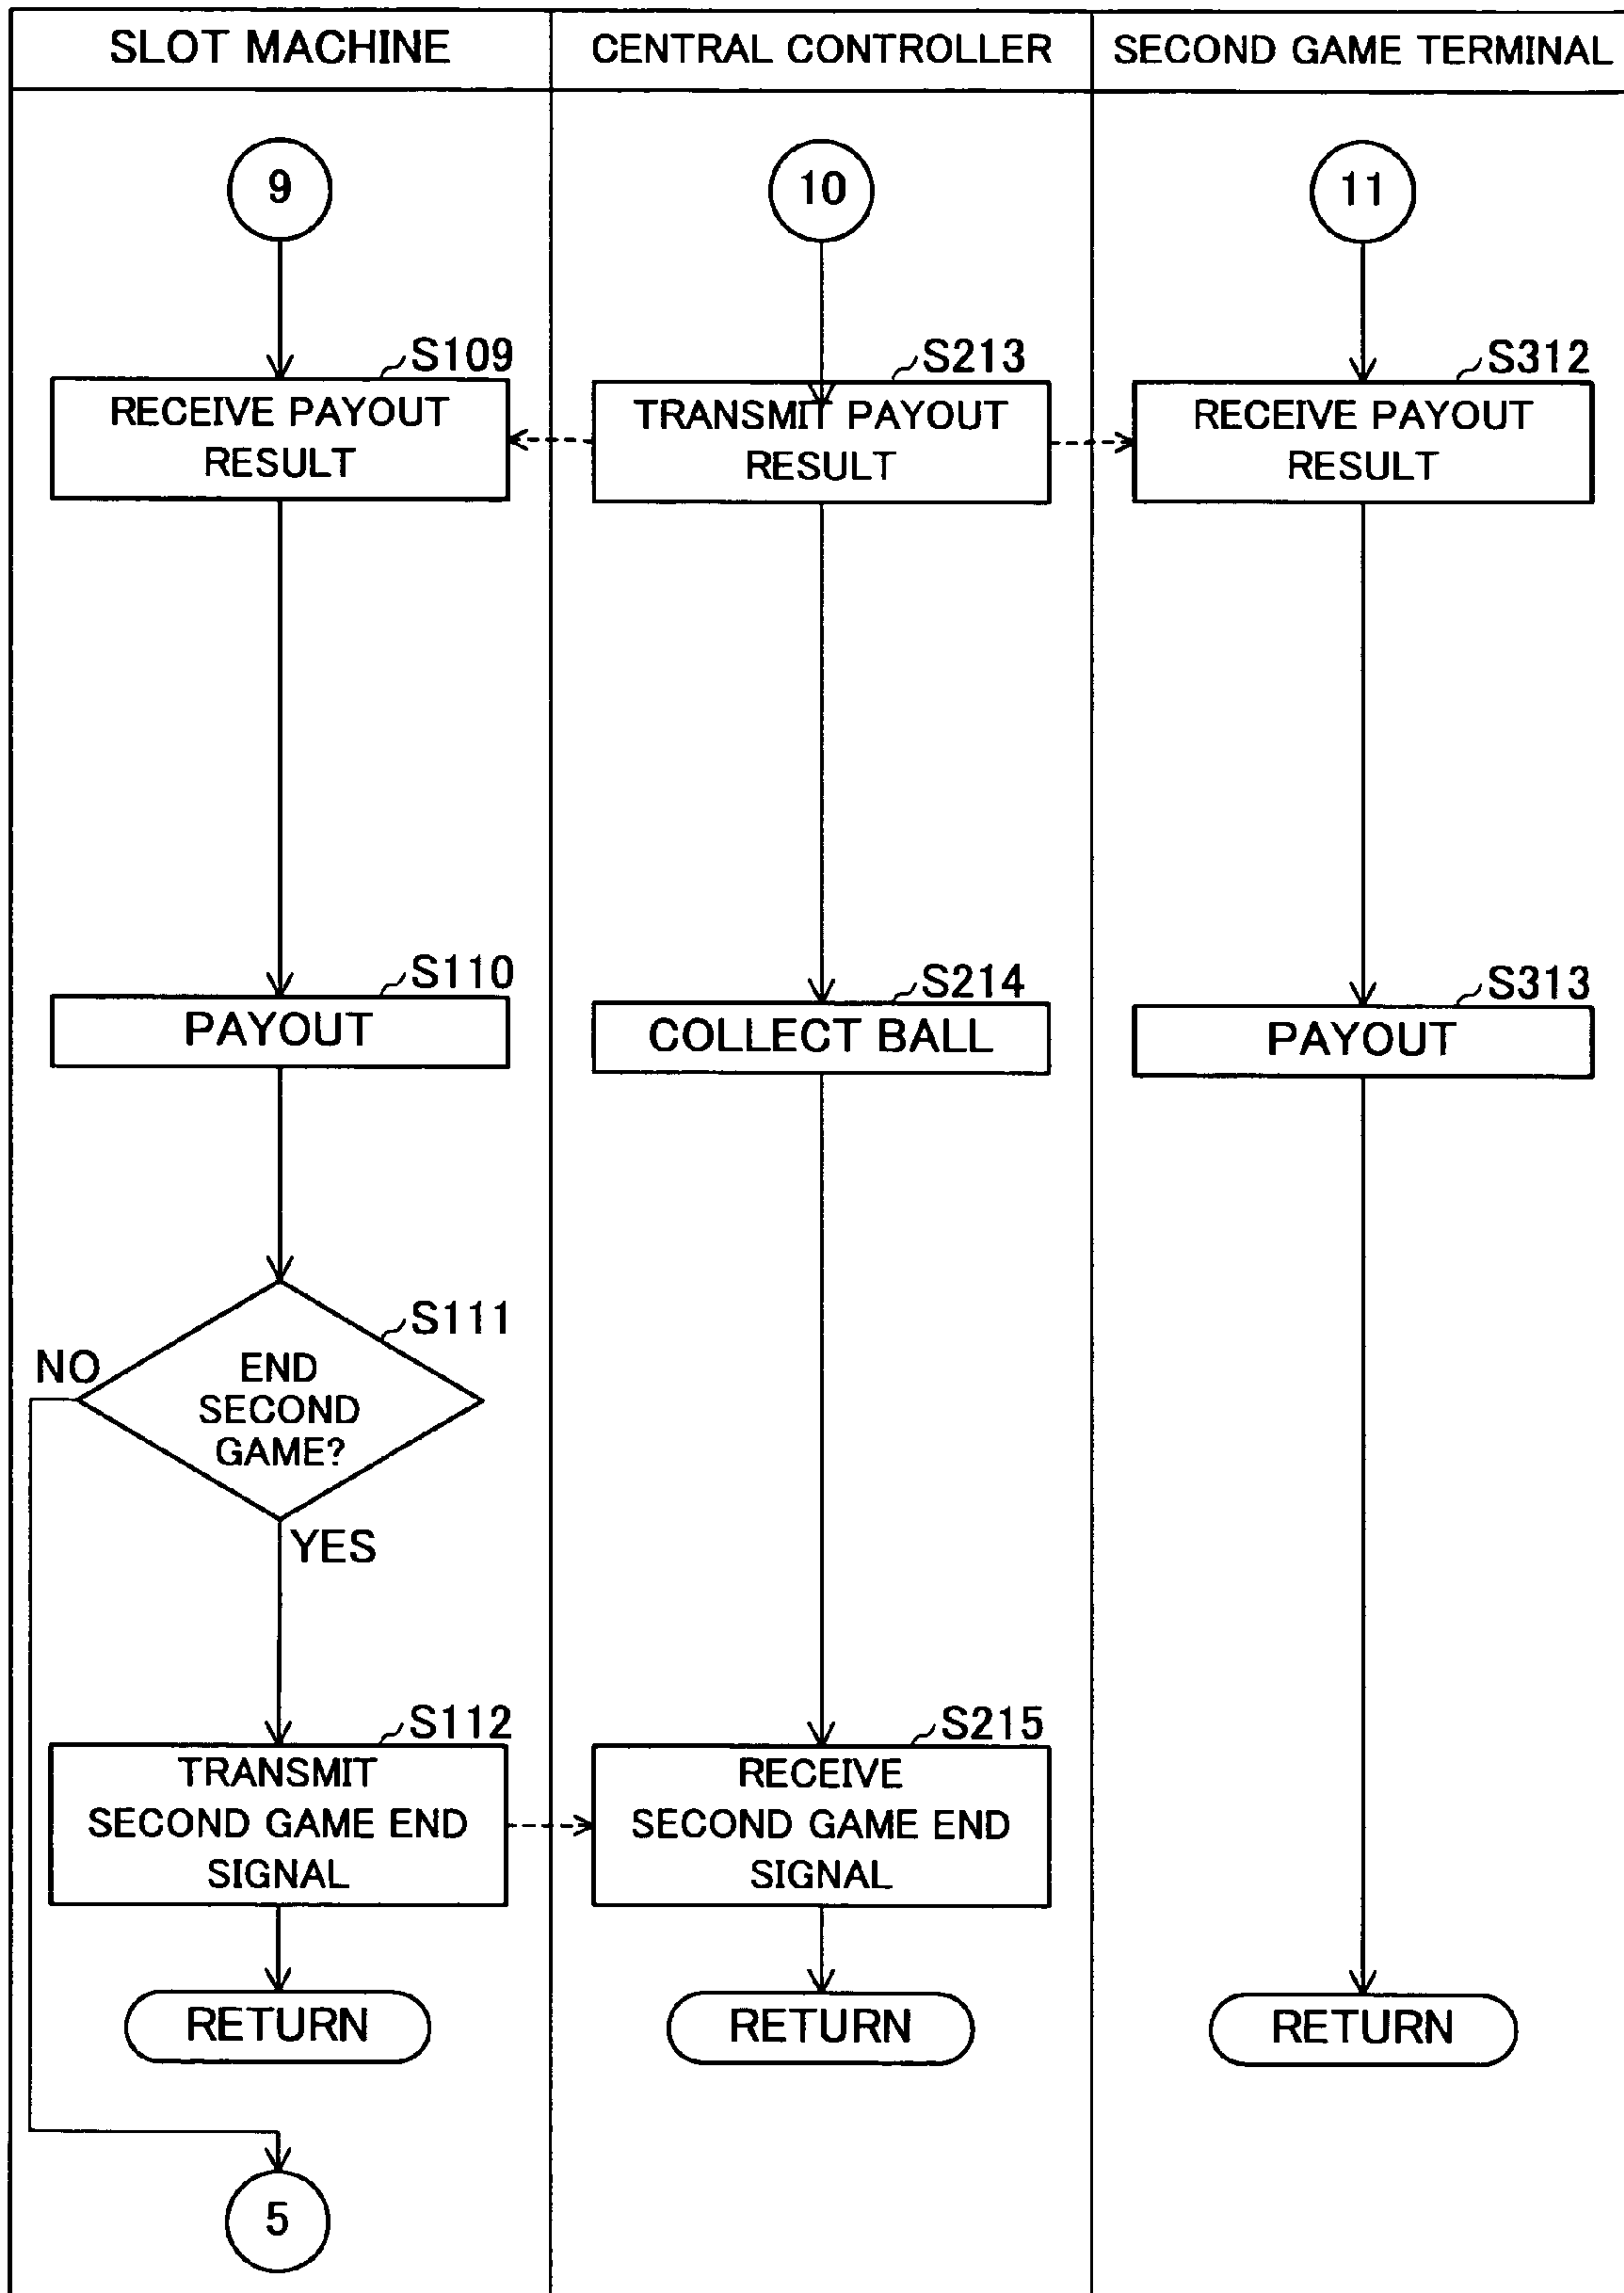 SLOT MACHINE
CENTRAL CONTROLLER
SECOND GAME TERMINAL
9
10
11
S109
RECEIVE PAYOUT
RESULT
S213
TRANSMIT PAYOUT
RESULT
S312
RECEIVE PAYOUT
RESULT
S110
PAYOUT
S214
COLLECT BALL
S313
PAYOUT
S111
NO
END
SECOND
GAME?
YES
S112
TRANSMIT
SECOND GAME END
SIGNAL
S215
RECEIVE
SECOND GAME END
SIGNAL
RETURN
RETURN
RETURN
5